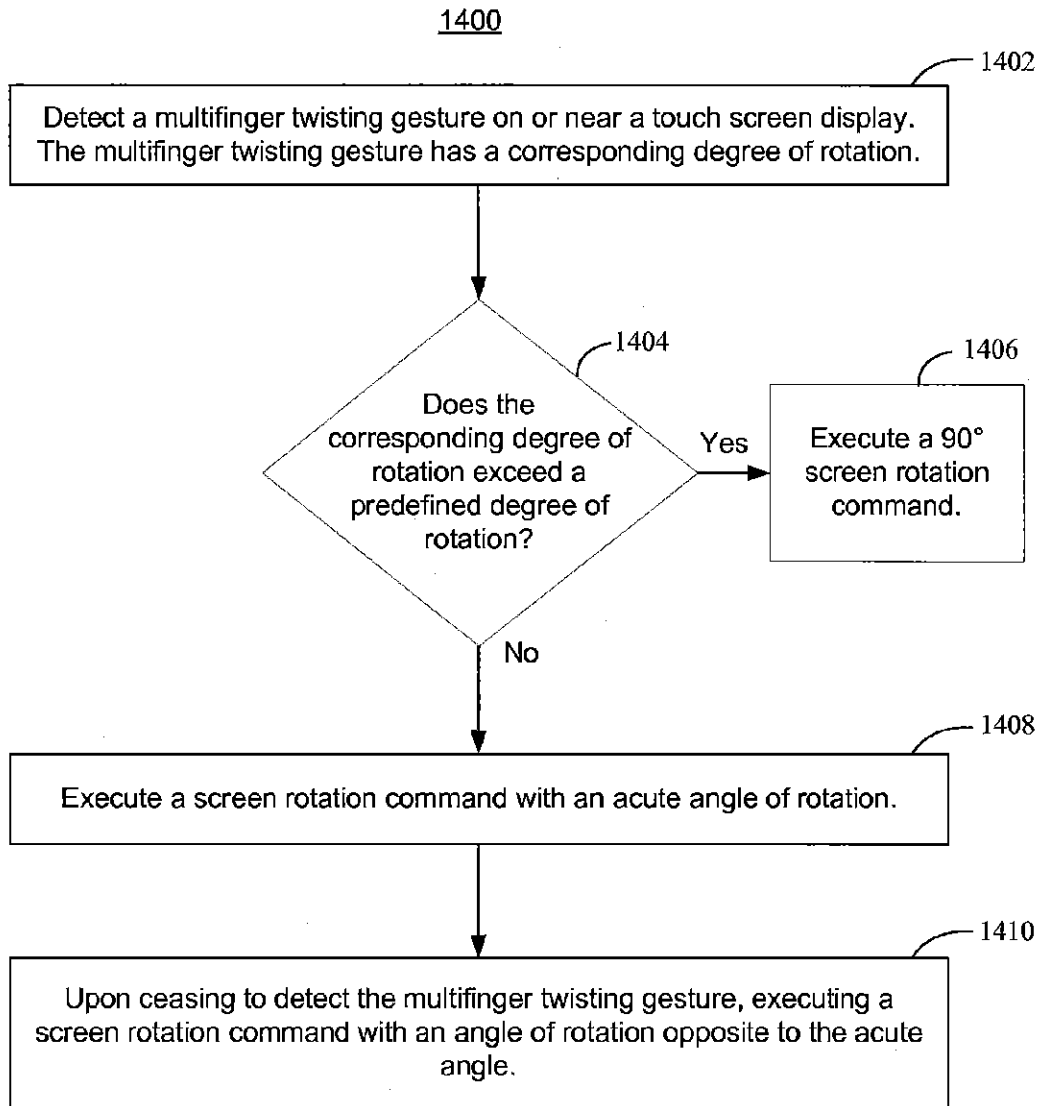 1400
1402
Detect a multifinger twisting gesture on or near a touch screen display.
The multifinger twisting gesture has a corresponding degree of rotation.
1404
1406
Does the
corresponding degree of
rotation exceed a
predefined degree of
rotation?
Yes
Execute a 90°
screen rotation
command.
No
1408
Execute a screen rotation command with an acute angle of rotation.
1410
Upon ceasing to detect the multifinger twisting gesture, executing a
screen rotation command with an angle of rotation opposite to the acute
angle.